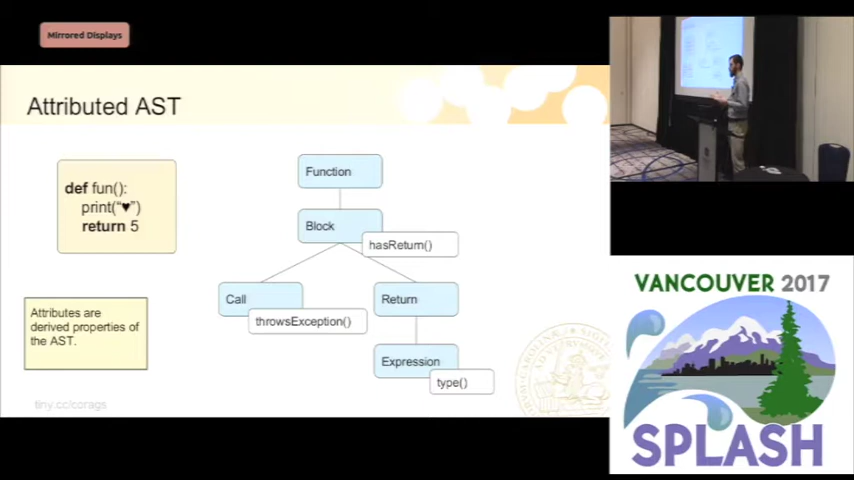 Mirrored Displays
Attributed AST
def fun():
print("♥")
return 5
Function
Block
hasReturn()
Call
Return
throwsException()
Attributes are
derived properties of
the AST.
Expression
type()
tiny.cc/corags
VANCOUVER 2017
SPLASH